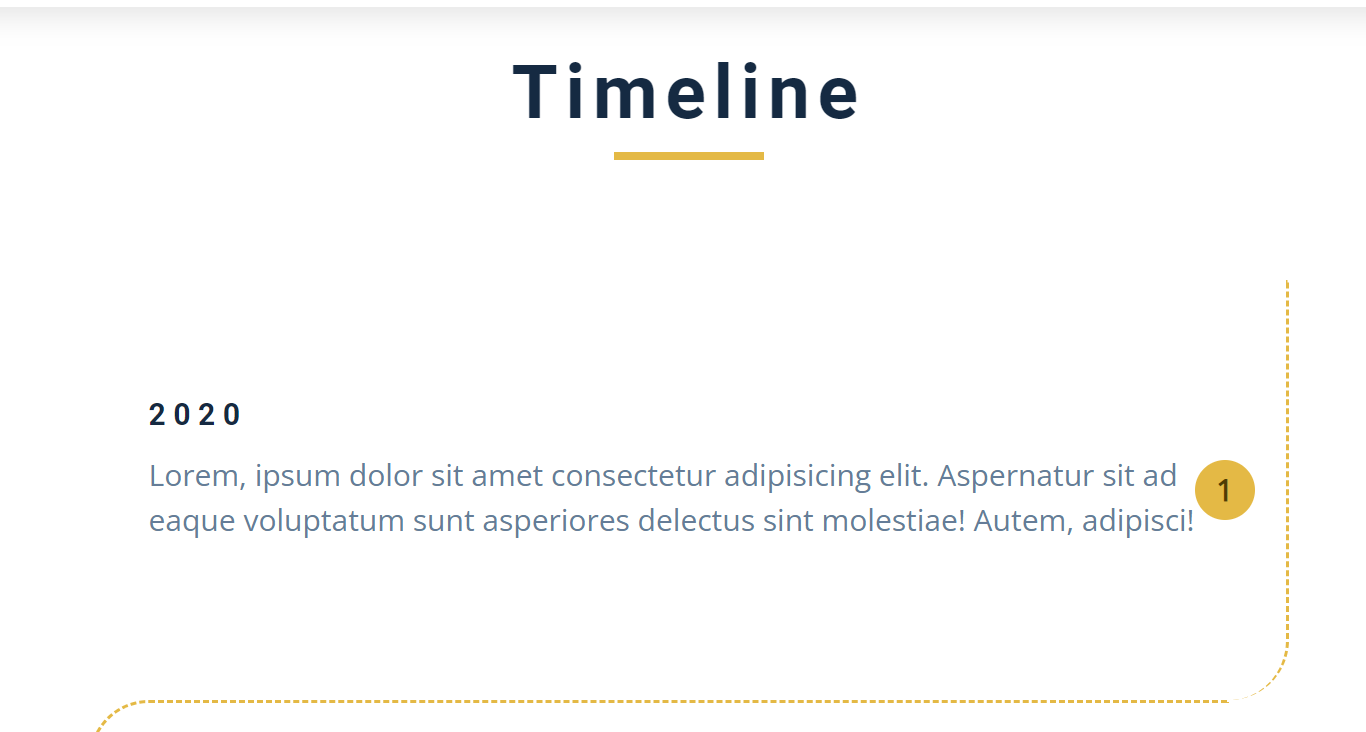 Timeline
2020
Lorem, ipsum dolor sit amet consectetur adipisicing elit. Aspernatur sit ad
eaque voluptatum sunt asperiores delectus sint molestiae! Autem, adipisci!
1